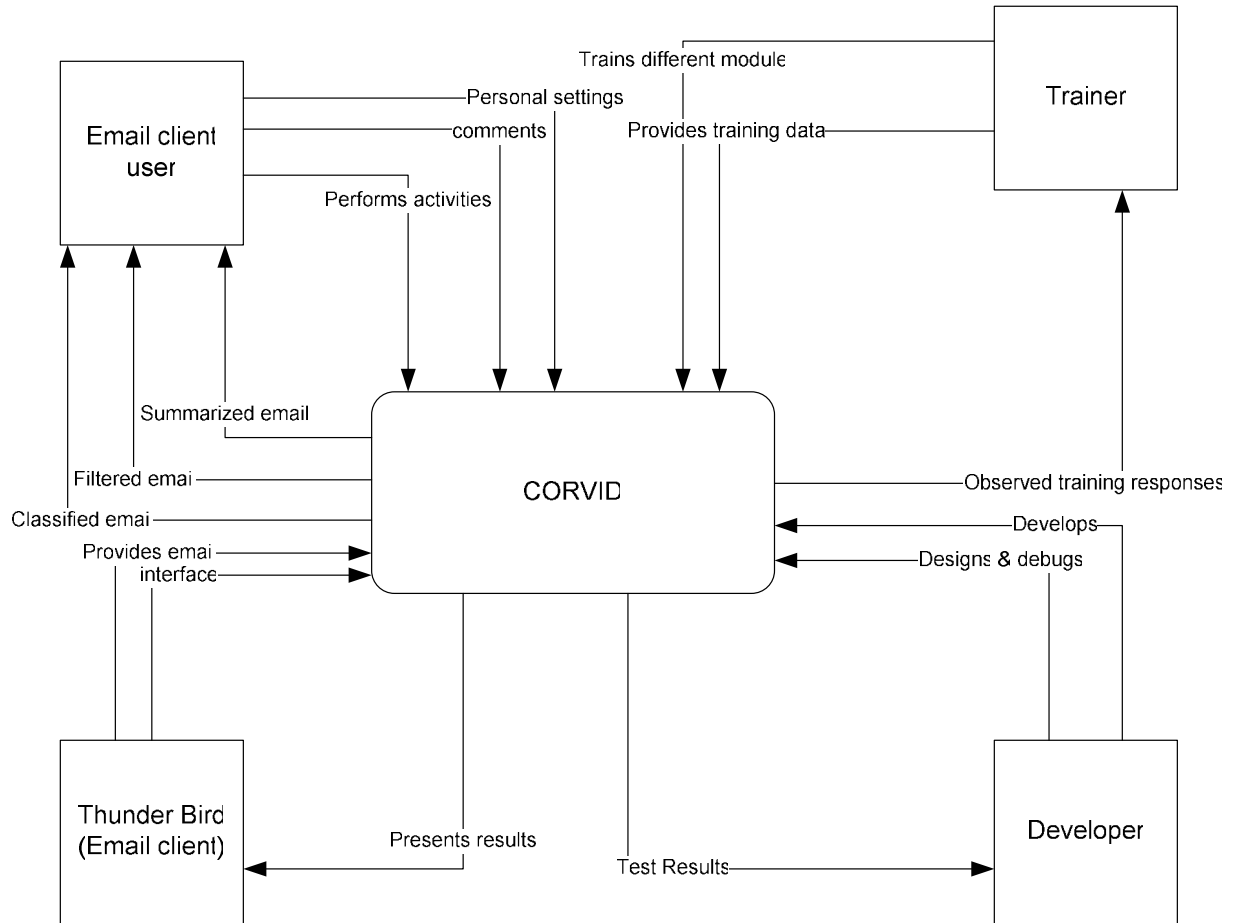 Trains different module
Trainer
Personal settings
Email client
user
comments
Provides training data
Performs activities
Summarized email
Filtered emai
CORVID
Observed training responses
Classified emai
Develops
Provides emai
Designs & debugs
interface
Thunder Bird
(Email client)
Presents results
Developer
Test Results